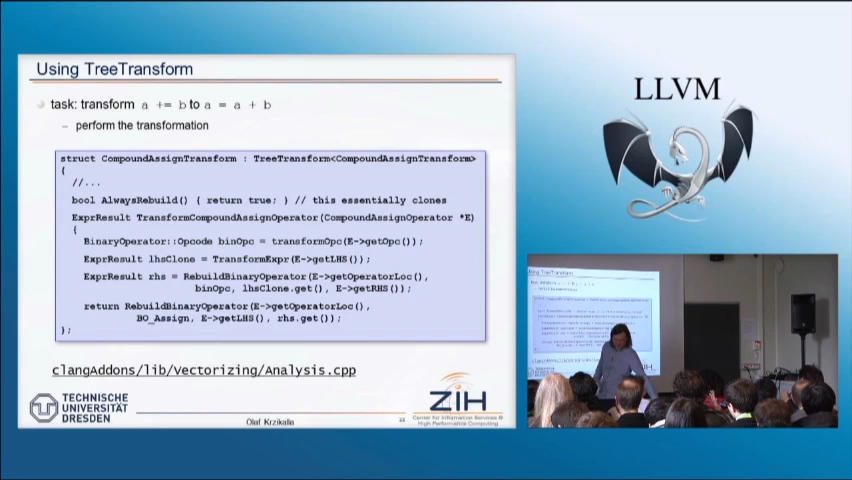 Using TreeTransform
task: transform a += b to a = a + b
– perform the transformation
struct CompoundAssignTransform : TreeTransform<CompoundAssignTransform>
{
//...
bool AlwaysRebuild() { return true; } // this essentially clones
ExprResult TransformCompoundAssignOperator(CompoundAssignOperator *E)
{
BinaryOperator::Opcode binOpc = transformOpc(E->getOpc());
ExprResult lhsClone = TransformExpr(E->getLHS());
ExprResult rhs = RebuildBinaryOperator(E->getOperatorLoc(),
binOpc, lhsClone.get(), E->getRHS());
return RebuildBinaryOperator(E->getOperatorLoc(),
BO_Assign, E->getLHS(), rhs.get());
};
clangAddons/lib/Vectorizing/Analysis.cpp
TECHNISCHE
UNIVERSITÄT
DRESDEN
Olaf Krzikalla
ZIH
Center for Information Services &
High Performance Computing
LLVM
Using TreeTransform